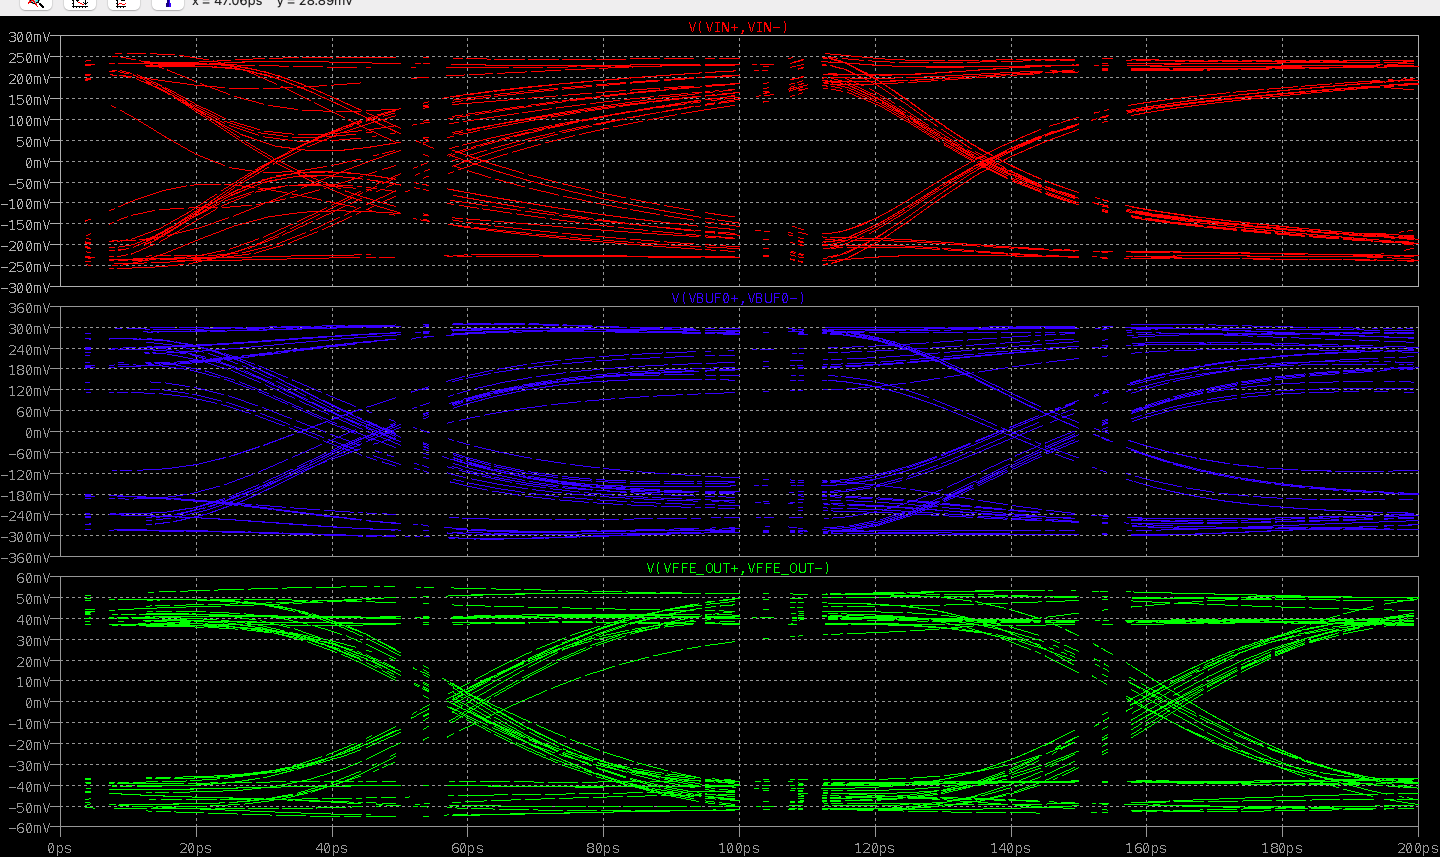 x = 47.06ps y = 28.89mV
V(VIN+,VIN-)
300mV
250mV
200mV
150mV
100mV
50mV
0mV
-50mV
-100mV
-150mV
-200mV
-250mV
-300mV
V(VBUF0+,VBUF0-)
360mV
300mV
240mV
180mV
120mV
60mV
0mV
-60mV
-120mV
-180mV
-240mV
-300mV
-360mV
V(VFFE_OUT+,VFFE_OUT-)
60mV
50mV
40mV
30mV
20mV
10mV
0mV
-10mV
-20mV
-30mV
-40mV
-50mV
-60mV
0ps 20ps 40ps 60ps 80ps 100ps 120ps 140ps 160ps 180ps 200ps